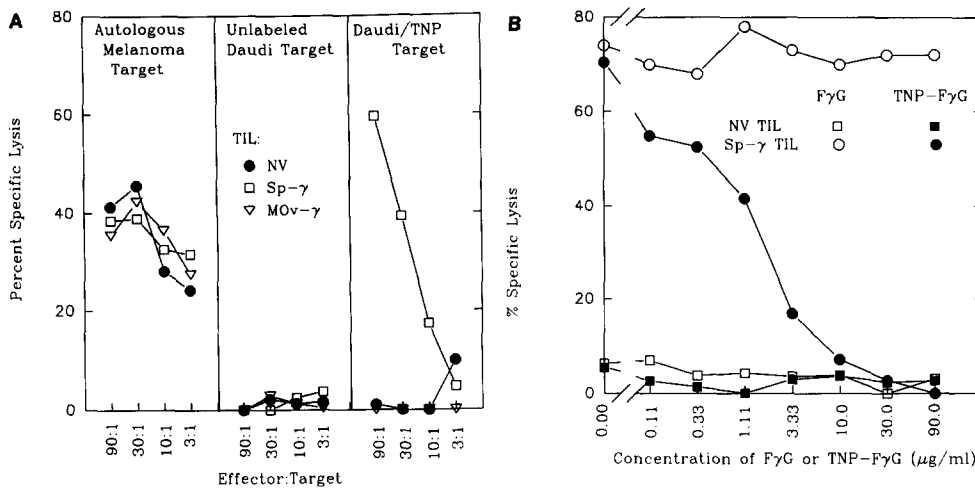 A
Autologous
Melanoma
Target
Unlabeled
Daudi Target
Daudi/TNP
Target
Percent Specific Lysis
80
60
40
20
0
TIL:
NV
Sp-γ
MOv-γ
90:1
30:1
10:1
3:1
90:1
30:1
10:1
3:1
90:1
30:1
10:1
3:1
Effector:Target
B
% Specific Lysis
80
60
40
20
0
FγG TNP-FγG
NV TIL
Sp-γ TIL
0.00
0.11
0.33
1.11
3.33
10.0
30.0
90.0
Concentration of FγG or TNP-FγG (μg/ml)